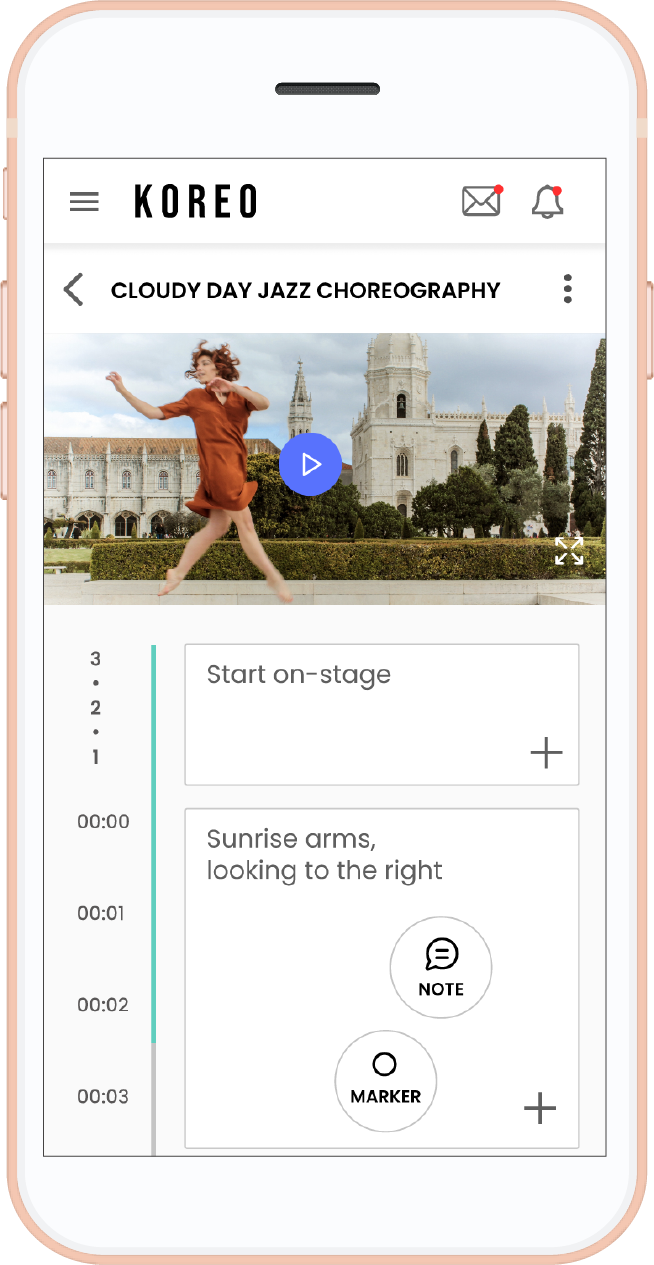 KOREO
CLOUDY DAY JAZZ CHOREOGRAPHY
3
•
2
•
1
Start on-stage
00:00
Sunrise arms,
looking to the right
00:01
NOTE
00:02
MARKER
00:03